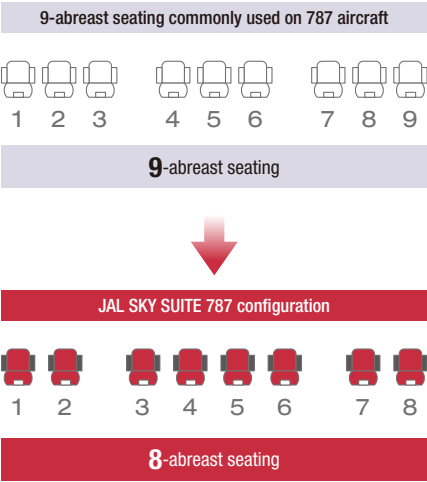 9-abreast seating commonly used on 787 aircraft
1 2 3 4 5 6 7 8 9
9-abreast seating
JAL SKY SUITE 787 configuration
1 2 3 4 5 6 7 8
8-abreast seating